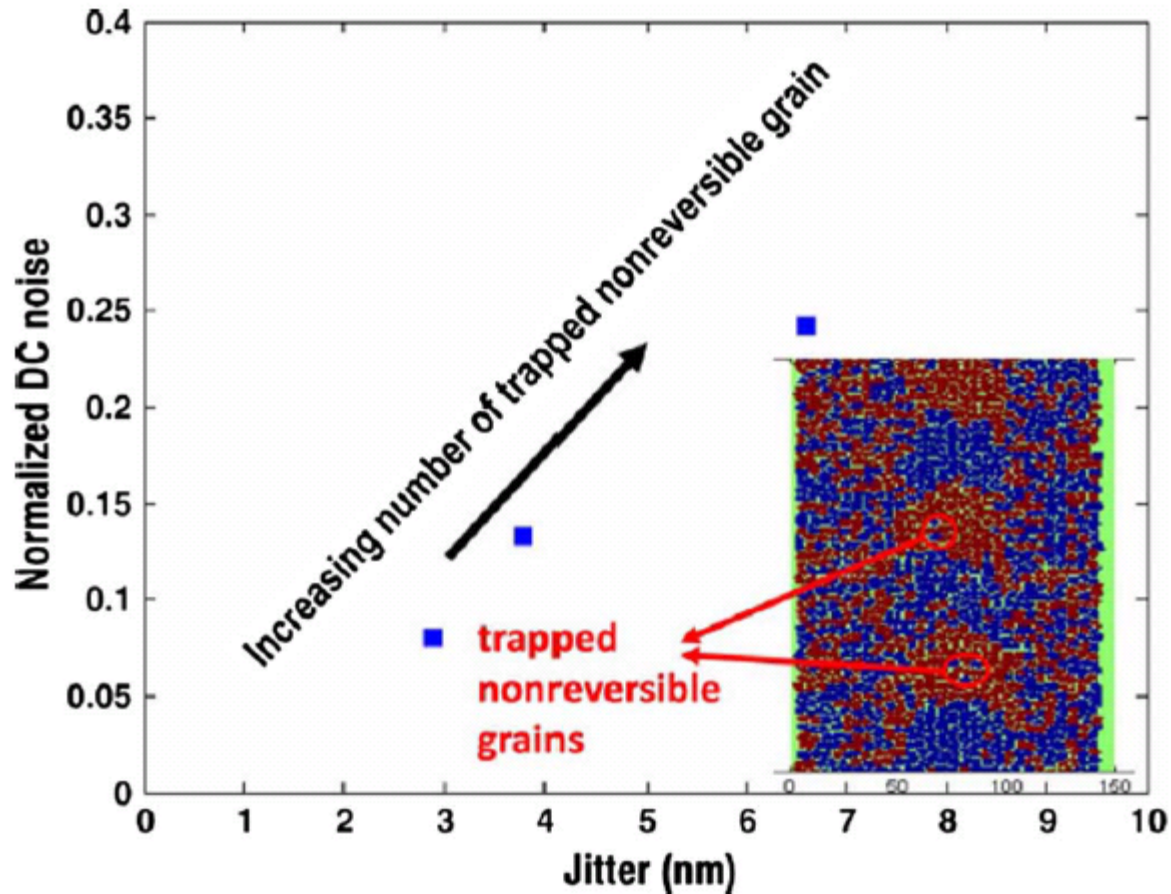 0.4
0.35
0.3
0.25
0.2
0.15
0.1
0.05
0
Normalized DC noise
Increasing number of trapped nonreversible grain
trapped
nonreversible
grains
0 50 100 150
0 1 2 3 4 5 6 7 8 9 10
Jitter (nm)